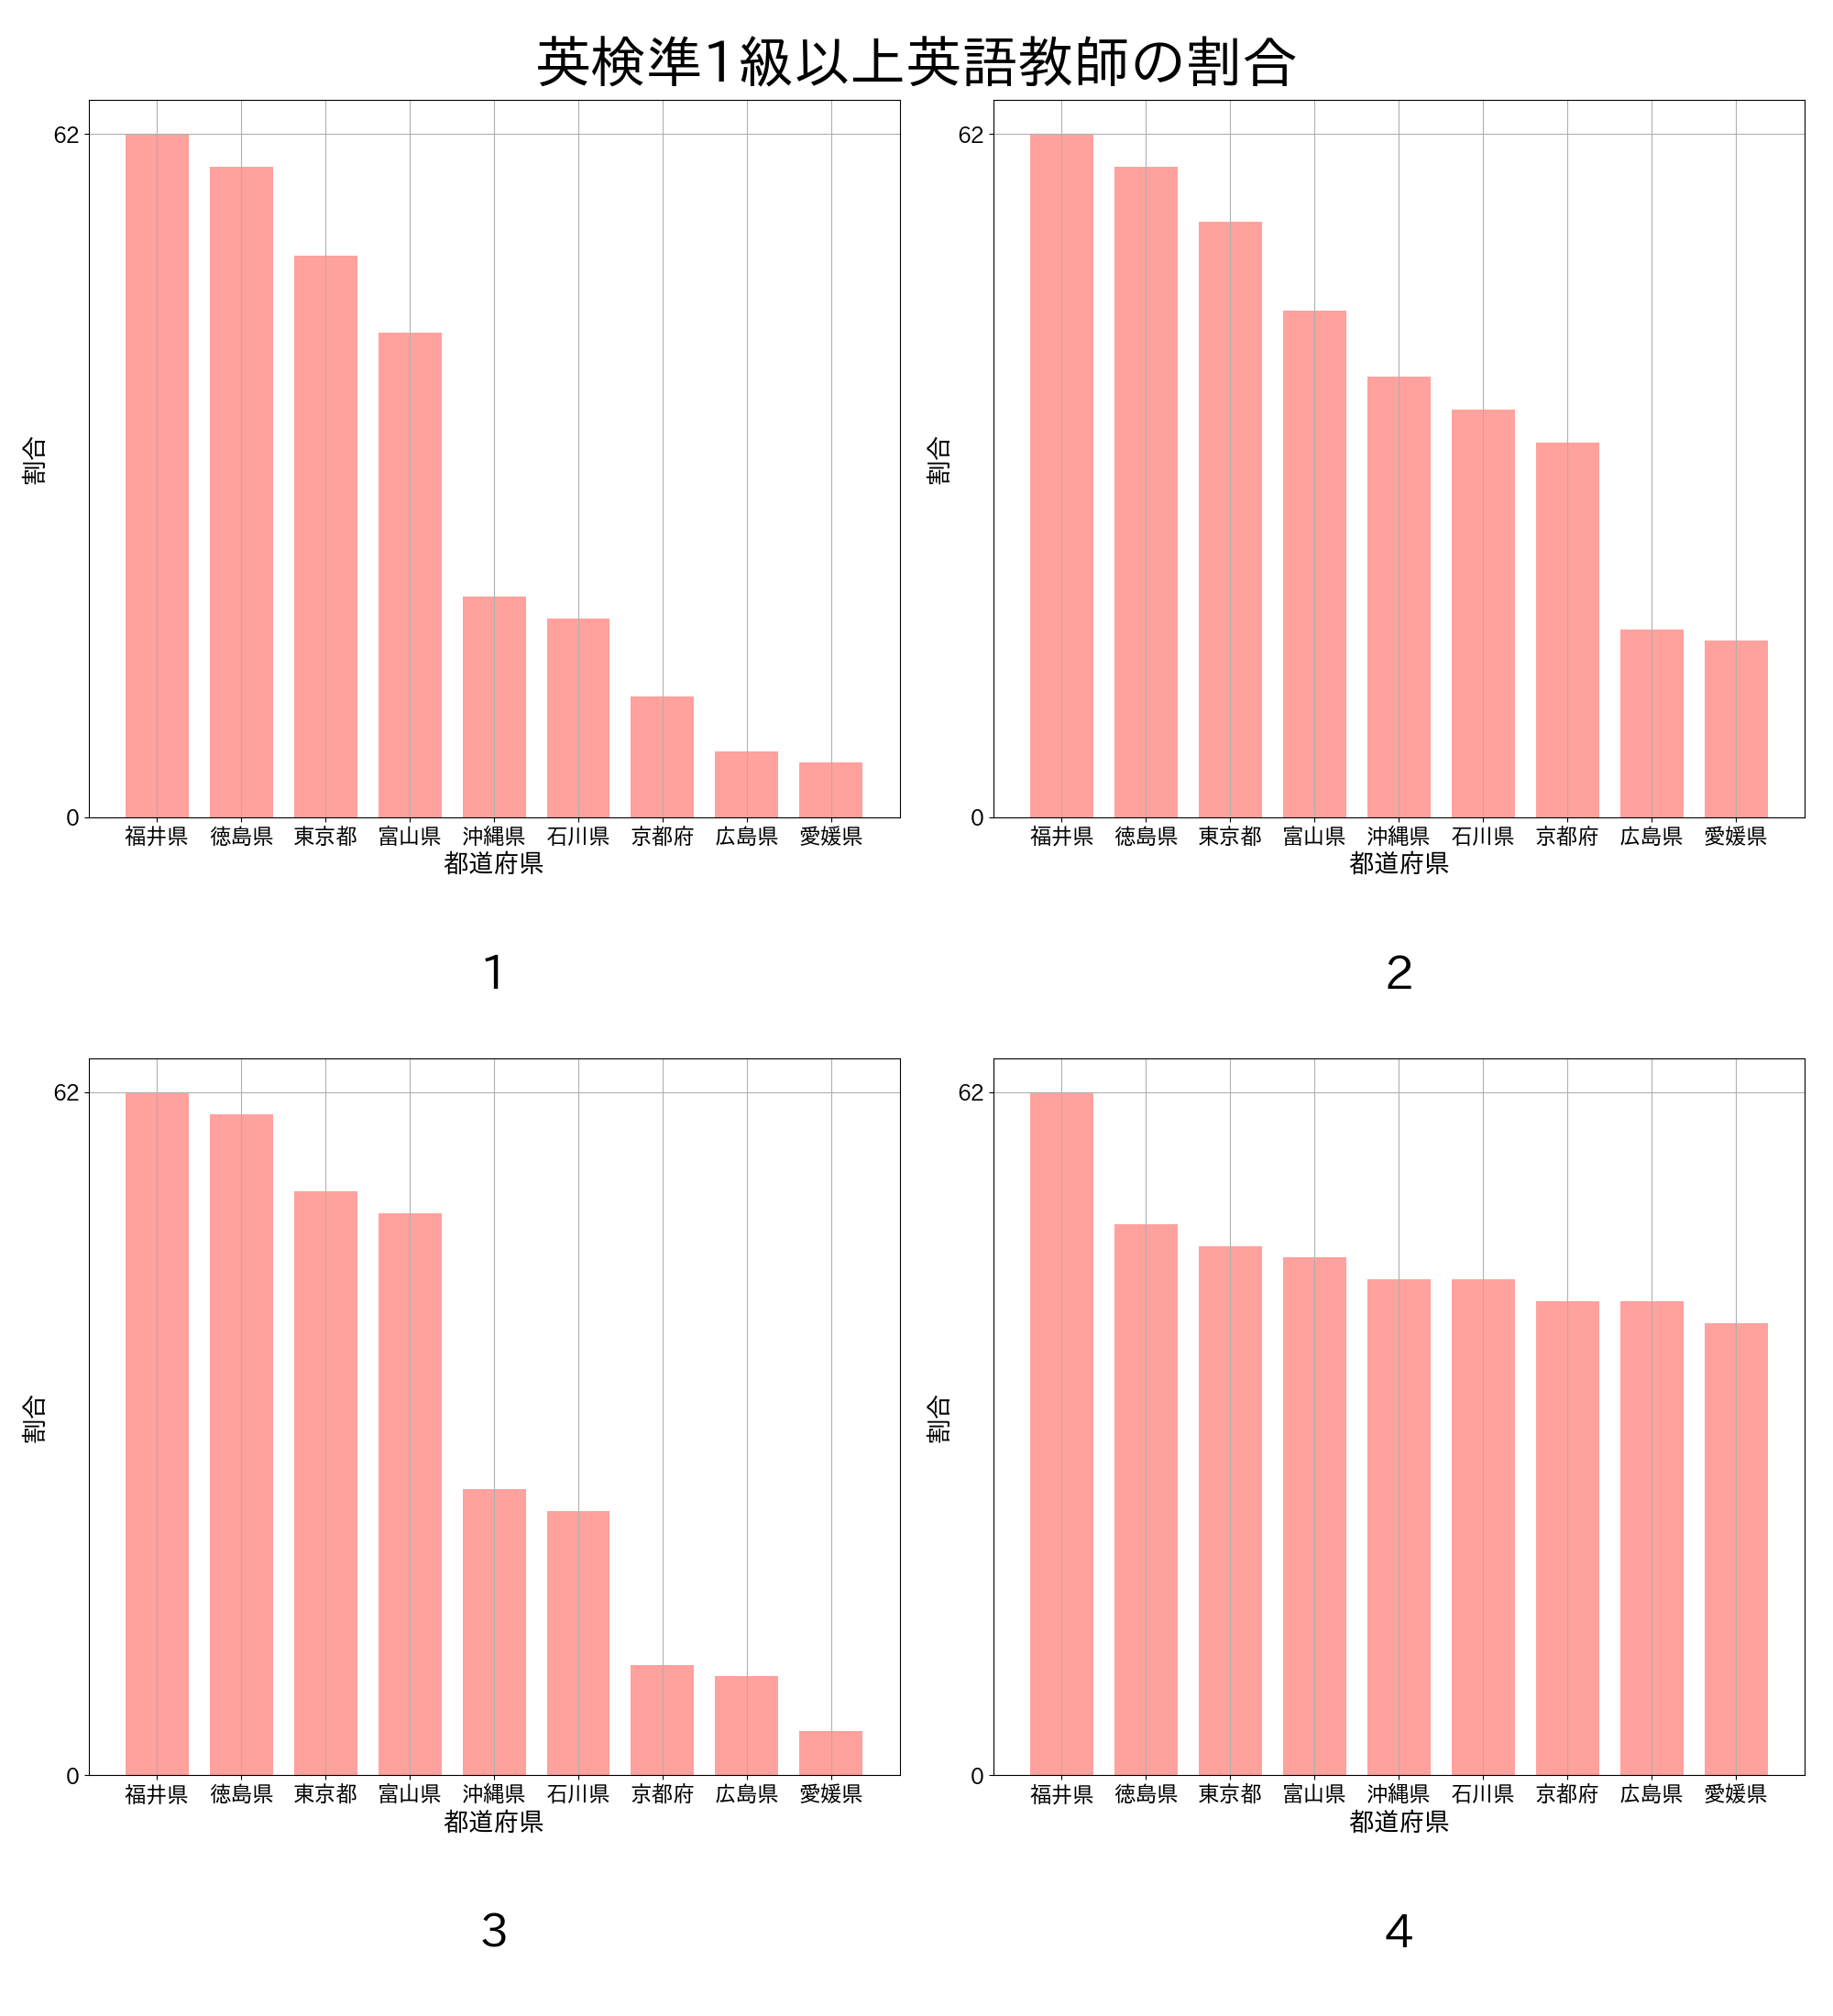 英検準1級以上英語教師の割合
62
0
割合
福井県 徳島県 東京都 富山県 沖縄県 石川県 京都府 広島県 愛媛県
都道府県
1
62
0
割合
福井県 徳島県 東京都 富山県 沖縄県 石川県 京都府 広島県 愛媛県
都道府県
2
62
0
割合
福井県 徳島県 東京都 富山県 沖縄県 石川県 京都府 広島県 愛媛県
都道府県
3
62
0
割合
福井県 徳島県 東京都 富山県 沖縄県 石川県 京都府 広島県 愛媛県
都道府県
4